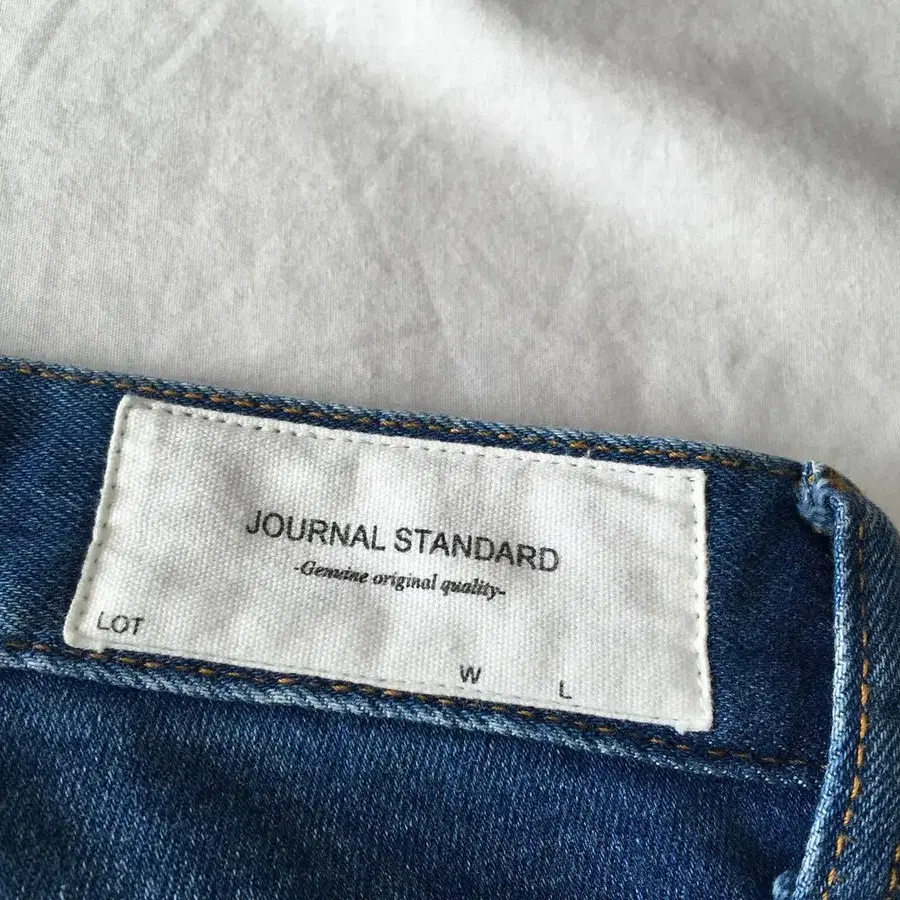 JOURNAL STANDARD
-Genuine original quality-
LOT
W
L